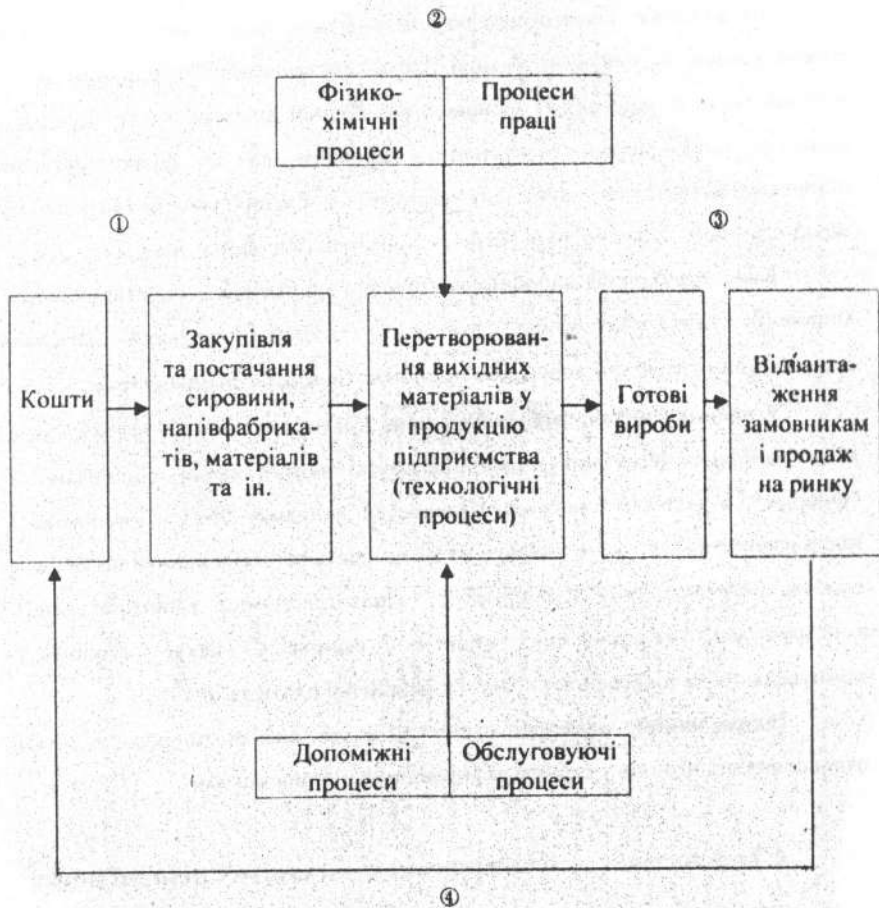 ②
Фізико-
хімічні
процеси
Процеси
праці
①
③
Кошти
Закупівля
та постачання
сировини,
напівфабрика-
тів, матеріалів
та ін.
Перетворюван-
ня вихідних
матеріалів у
продукцію
підприємства
(технологічні
процеси)
Готові
вироби
Відванта-
ження
замовникам
і продаж
на ринку
Допоміжні
процеси
Обслуговуючі
процеси
④